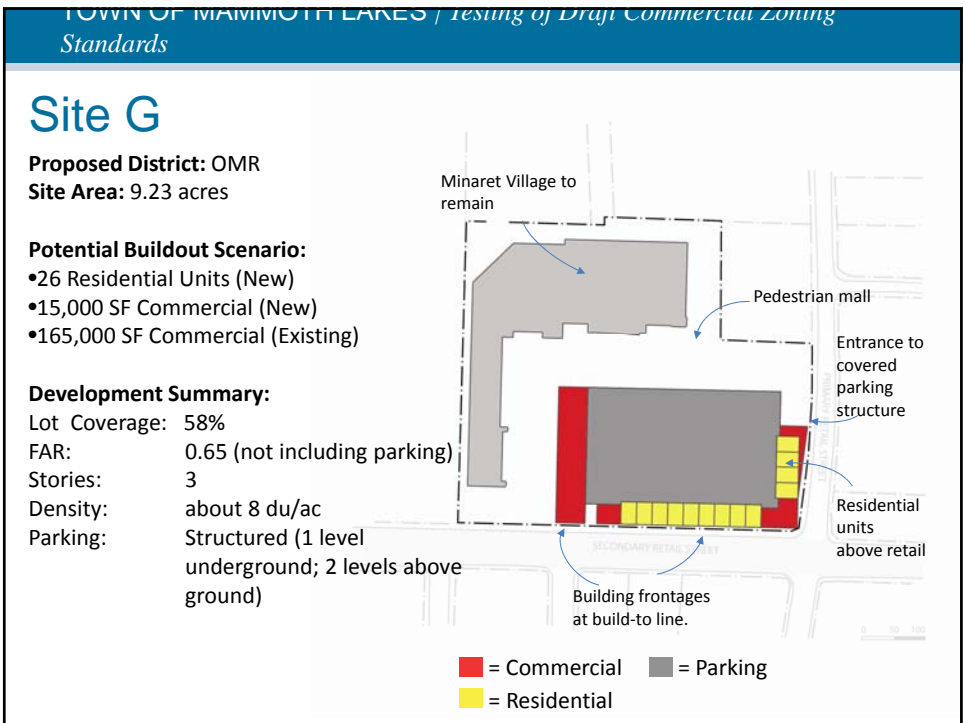 TOWN OF MAMMOTH LAKES | Testing of Draft Commercial Zoning
Standards
Site G
Proposed District: OMR
Site Area: 9.23 acres
Potential Buildout Scenario:
•26 Residential Units (New)
•15,000 SF Commercial (New)
•165,000 SF Commercial (Existing)
Development Summary:
Lot Coverage: 58%
FAR: 0.65 (not including parking)
Stories: 3
Density: about 8 du/ac
Parking: Structured (1 level
underground; 2 levels above
ground)
Minaret Village to
remain
Pedestrian mall
Entrance to
covered
parking
structure
PRIMARY RETAIL STREET
Residential
units
above retail
SECONDARY RETAIL STREET
Building frontages
at build-to line.
0 50 100
= Commercial
= Parking
= Residential